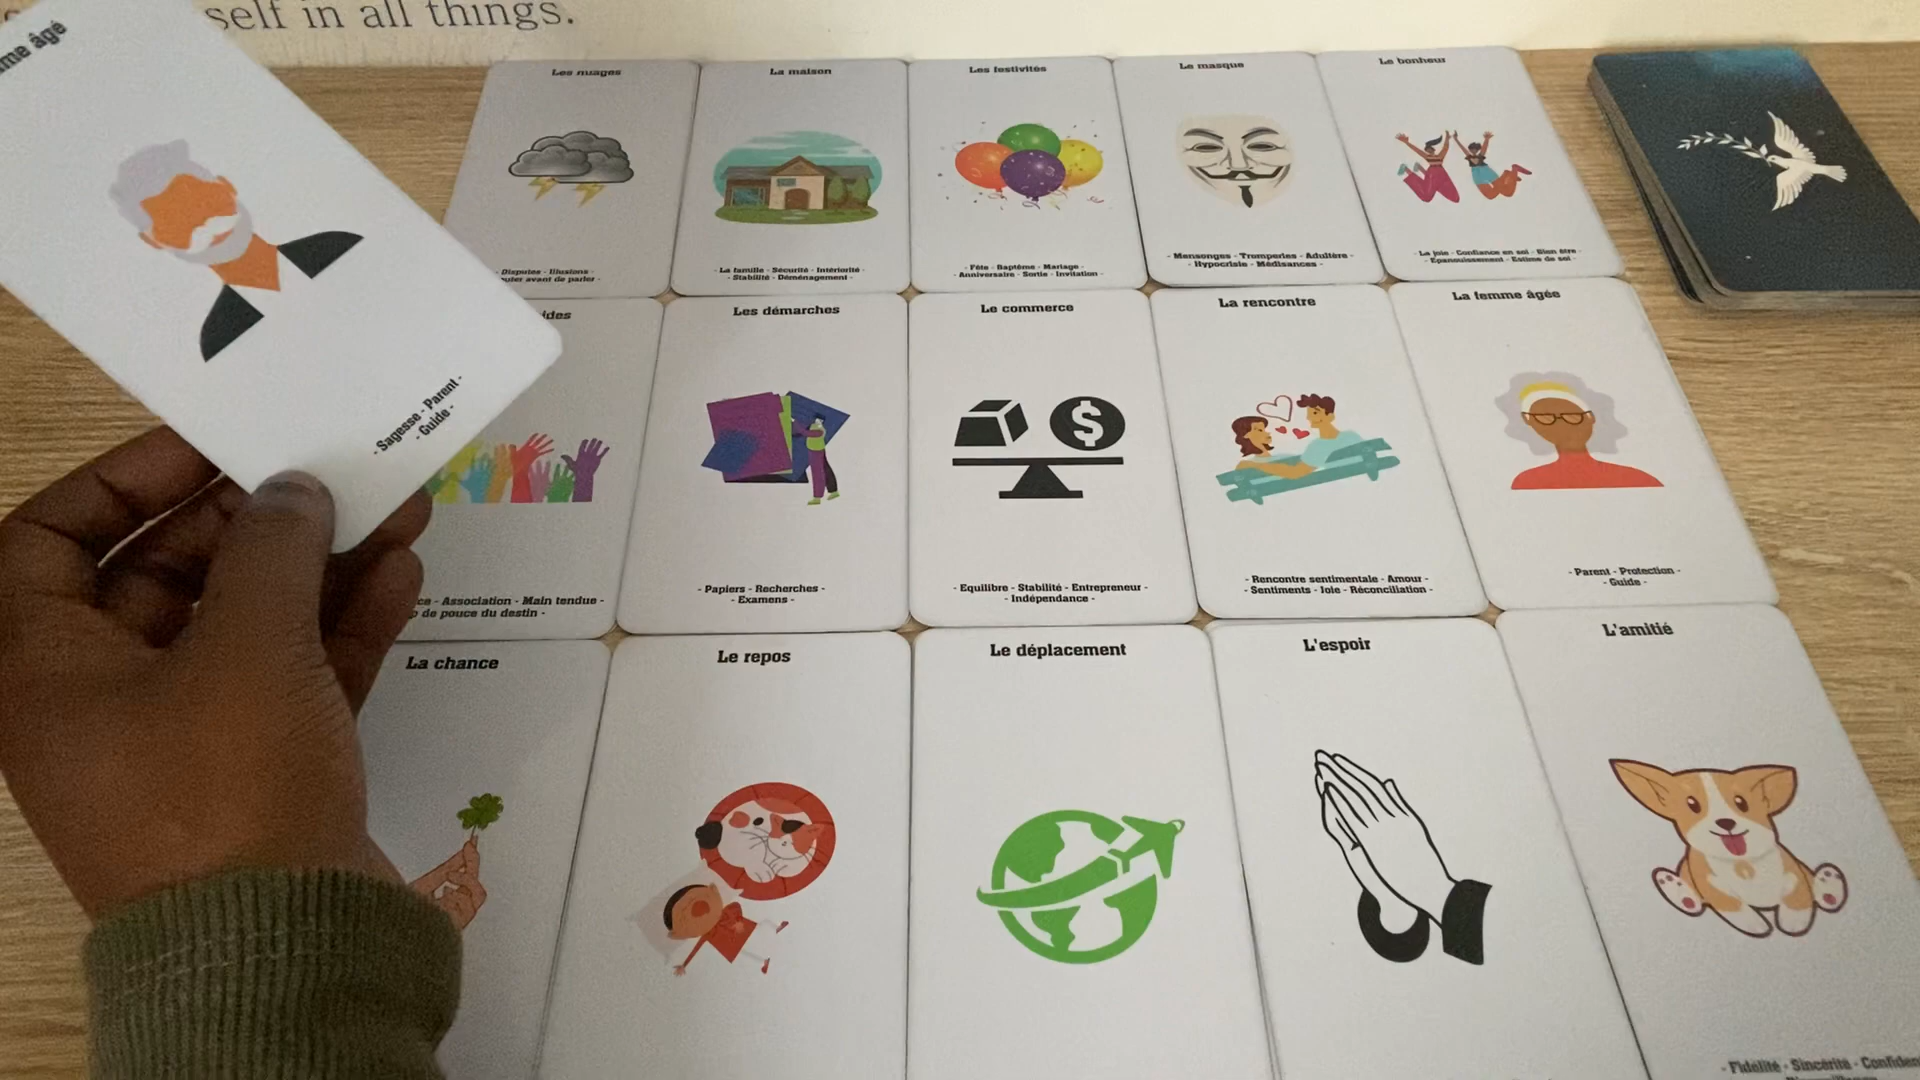 self in all things.
âgé
- Sagesse - Parent -
- Guide -
Les nuages
- Disputes - Illusions -
avant de parler -
La maison
- La famille - Sécurité - Intériorité -
- Stabilité - Déménagement -
Les festivités
- Fête - Baptême - Mariage -
- Anniversaire - Sortie - Invitation -
Le masque
- Mensonges - Tromperies - Adultère -
- Hypocrisie - Médisances -
Le bonheur
- La joie - Confiance en soi - Bien être -
- Epanouissement - Estime de soi -
- Association - Main tendue -
de pouce du destin -
Les démarches
- Papiers - Recherches -
- Examens -
Le commerce
- Equilibre - Stabilité - Entrepreneur -
- Indépendance -
La rencontre
- Rencontre sentimentale - Amour -
- Sentiments - Joie - Réconciliation -
La femme âgée
- Parent - Protection -
- Guide -
La chance
Le repos
Le déplacement
L'espoir
L'amitié
- Fidélité - Sincérité -